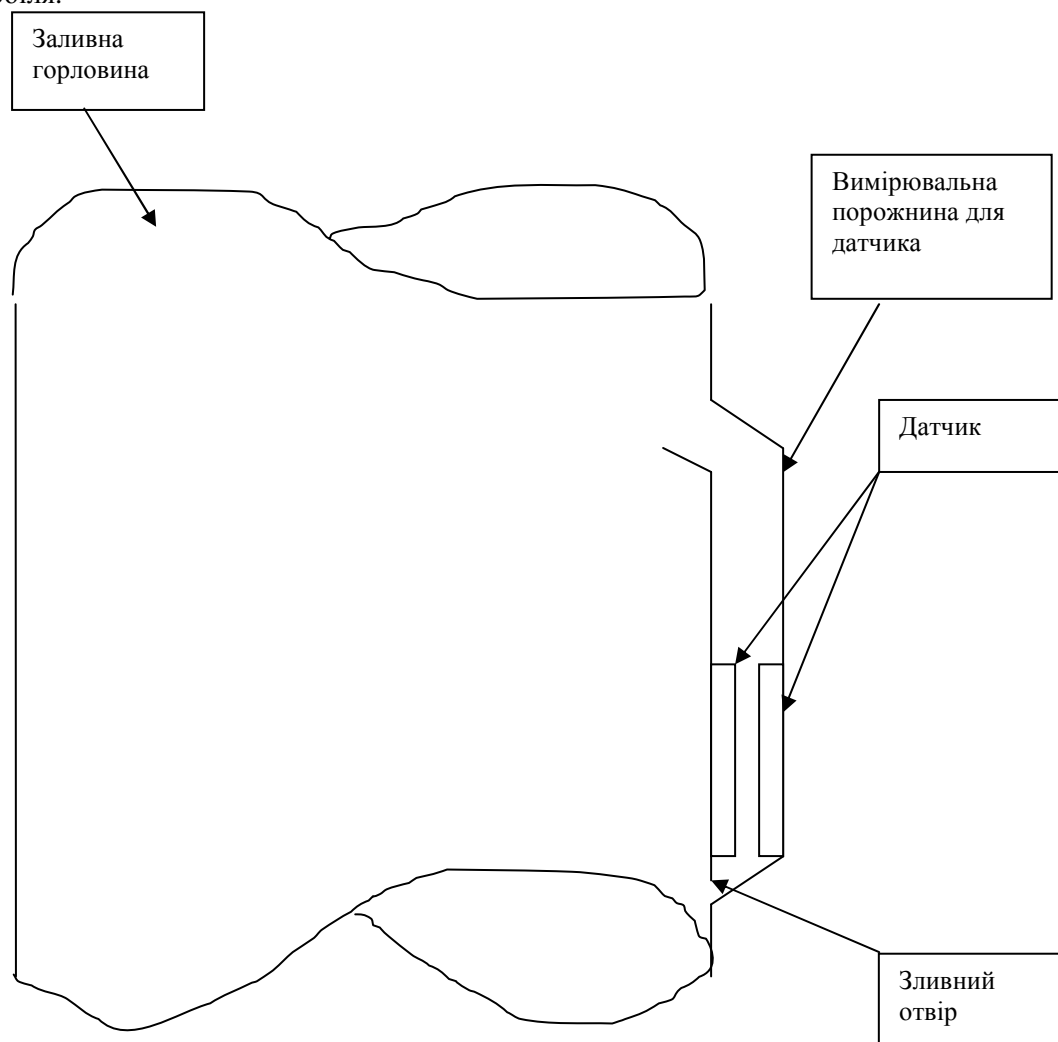 Заливна
горловина
Вимірювальна
порожнина для
датчика
Датчик
Зливний
отвір